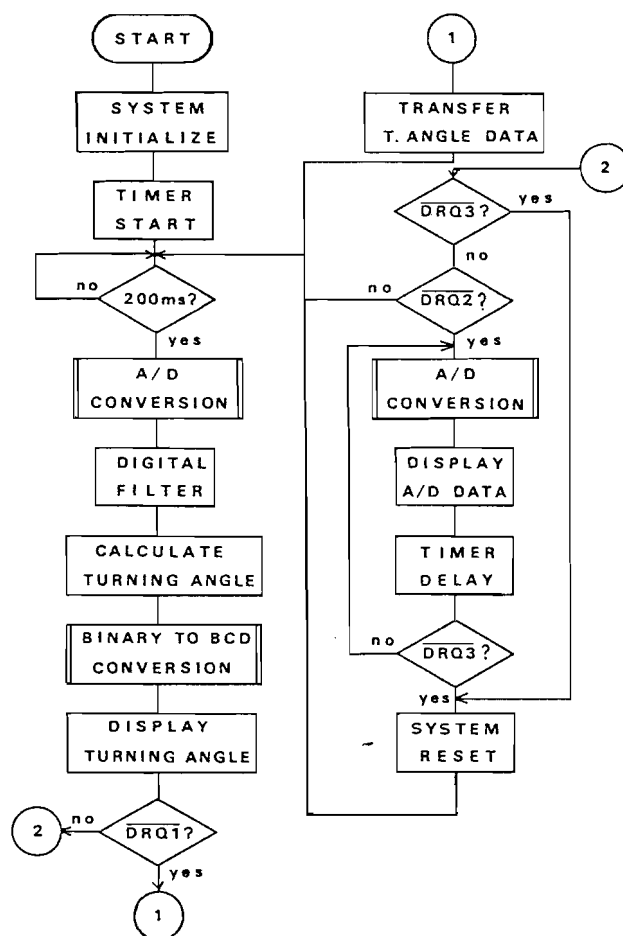 START
SYSTEM
INITIALIZE
TIMER
START
no
200ms?
yes
A/D
CONVERSION
DIGITAL
FILTER
CALCULATE
TURNING ANGLE
BINARY TO BCD
CONVERSION
DISPLAY
TURNING ANGLE
2
no
DRQ1?
yes
1
1
TRANSFER
T. ANGLE DATA
2
DRQ3?
yes
no
no
DRQ2?
yes
A/D
CONVERSION
DISPLAY
A/D DATA
TIMER
DELAY
no
DRQ3?
yes
SYSTEM
RESET